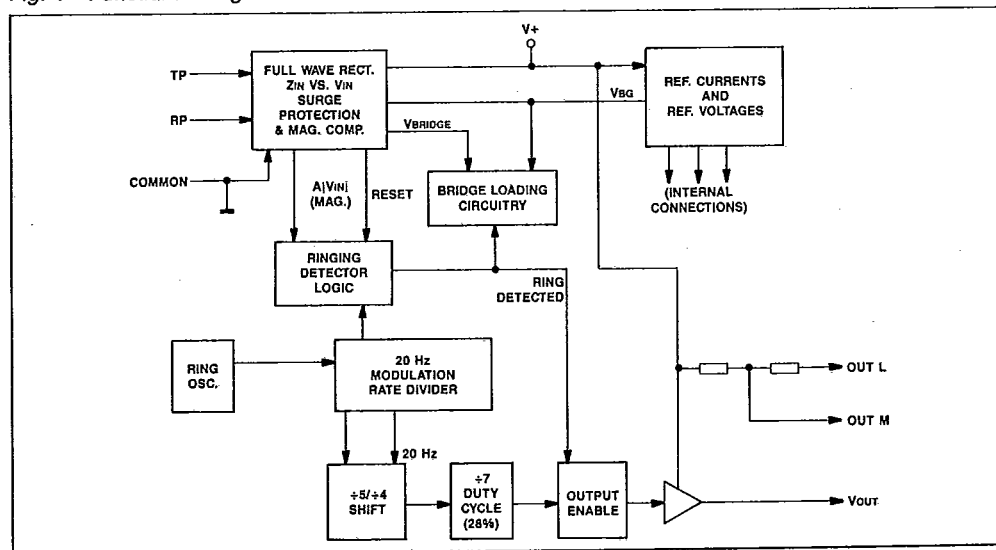 V+
TP
RP
COMMON
FULL WAVE RECT.
ZIN VS. VIN
SURGE
PROTECTION
& MAG. COMP.
REF. CURRENTS
AND
REF. VOLTAGES
VBG
VBRIDGE
(INTERNAL
CONNECTIONS)
A|VIN|
(MAG.)
RESET
BRIDGE LOADING
CIRCUITRY
RINGING
DETECTOR
LOGIC
RING
DETECTED
RING
OSC.
20 Hz
MODULATION
RATE DIVIDER
20 Hz
OUT L
OUT M
÷5/÷4
SHIFT
÷7
DUTY
CYCLE
(28%)
OUTPUT
ENABLE
VOUT